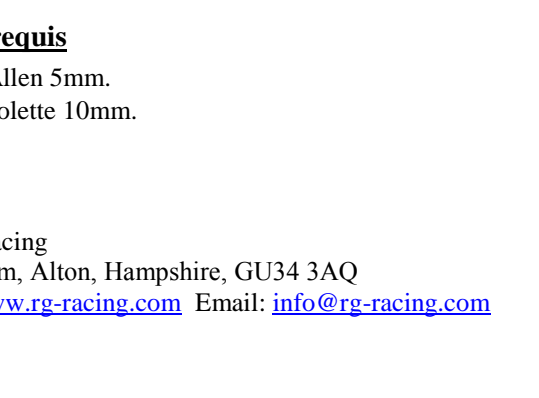 requis
Allen 5mm.
olette 10mm.
acing
m, Alton, Hampshire, GU34 3AQ
ww.rg-racing.com Email: info@rg-racing.com